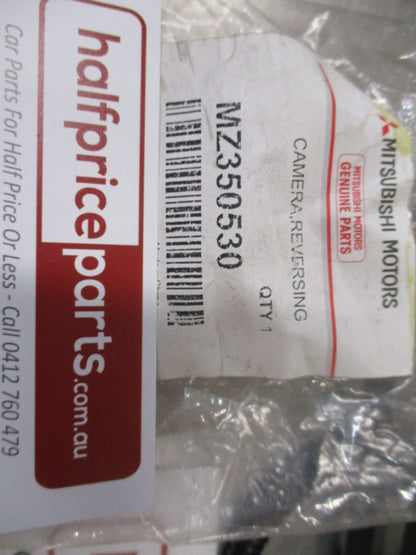 MITSUBISHI MOTORS
MITSUBISHI MOTORS
GENUINE PARTS
CAMERA,REVERSING
QTY 1
MZ350530
halfpriceparts.com.au
Car Parts For Half Price Or Less - Call 0412 760 479